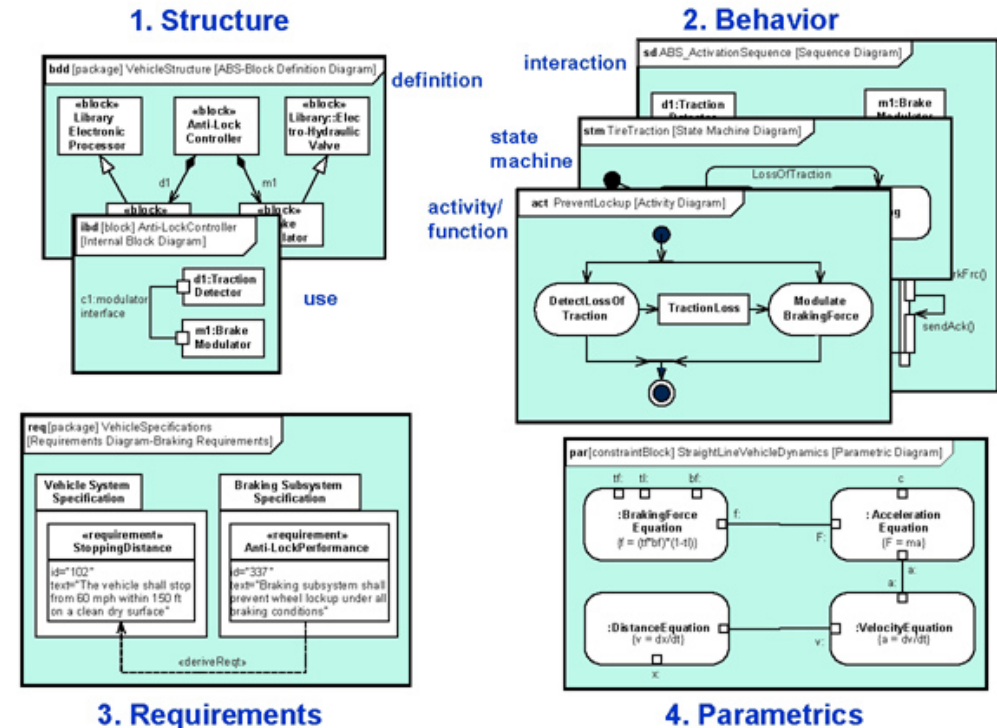 1. Structure
bdd [package] VehicleStructure [ABS-Block Definition Diagram]
definition
«block»
Library
Electronic
Processor
«block»
Anti-Lock
Controller
«block»
Library::Elec
tro-Hydraulic
Valve
d1
m1
«block»
«block»
ibd [block] Anti-LockController
[Internal Block Diagram]
use
c1:modulator
interface
d1:Traction
Detector
m1:Brake
Modulator
2. Behavior
interaction
sd ABS_ActivationSequence [Sequence Diagram]
d1:Traction
m1:Brake
state
machine
stm TireTraction [State Machine Diagram]
LossOfTraction
activity/
function
act PreventLockup [Activity Diagram]
DetectLossOf
Traction
TractionLoss
Modulate
BrakingForce
sendAck()
req [package] VehicleSpecifications
[Requirements Diagram-Braking Requirements]
Vehicle System
Specification
«requirement»
StoppingDistance
id="102"
text="The vehicle shall stop
from 60 mph within 150 ft
on a clean dry surface"
Braking Subsystem
Specification
«requirement»
Anti-LockPerformance
id="337"
text="Braking subsystem shall
prevent wheel lockup under all
braking conditions"
«deriveReqt»
3. Requirements
par [constraintBlock] StraightLineVehicleDynamics [Parametric Diagram]
tf: tl: bf:
:BrakingForce
Equation
{f = (tf*bf)*(1-tl)}
f:
F:
c
:Acceleration
Equation
{F = ma}
a:
a:
:DistanceEquation
{v = dx/dt}
x:
v:
:VelocityEquation
{a = dv/dt}
4. Parametrics